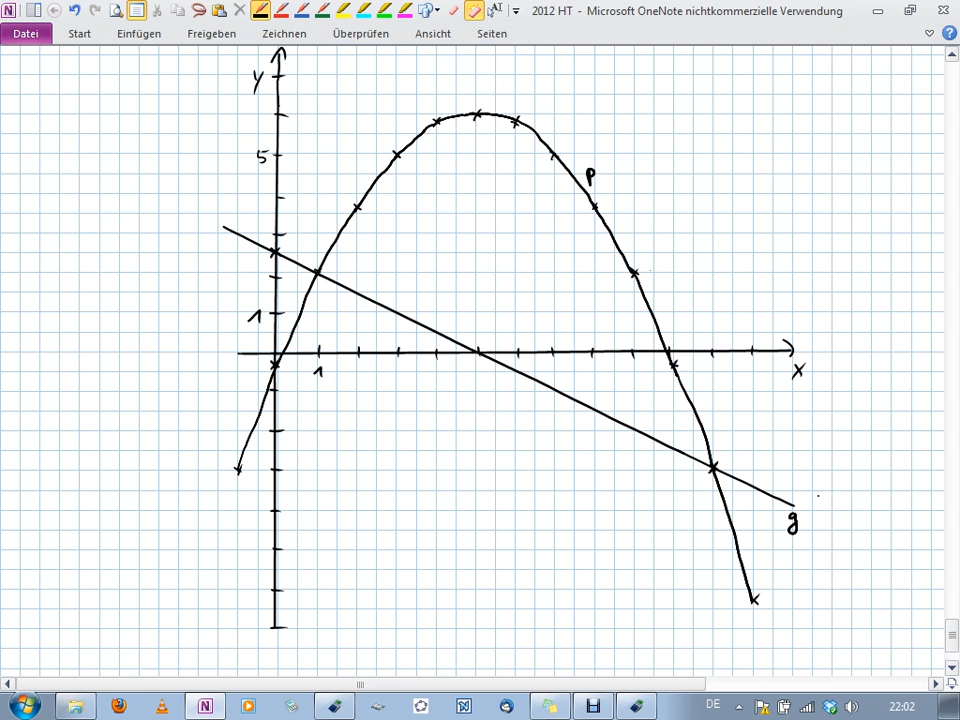 2012 HT - Microsoft OneNote nichtkommerzielle Verwendung
Datei Start Einfügen Freigeben Zeichnen Überprüfen Ansicht Seiten
y
5
p
1
1
x
g
DE 22:02